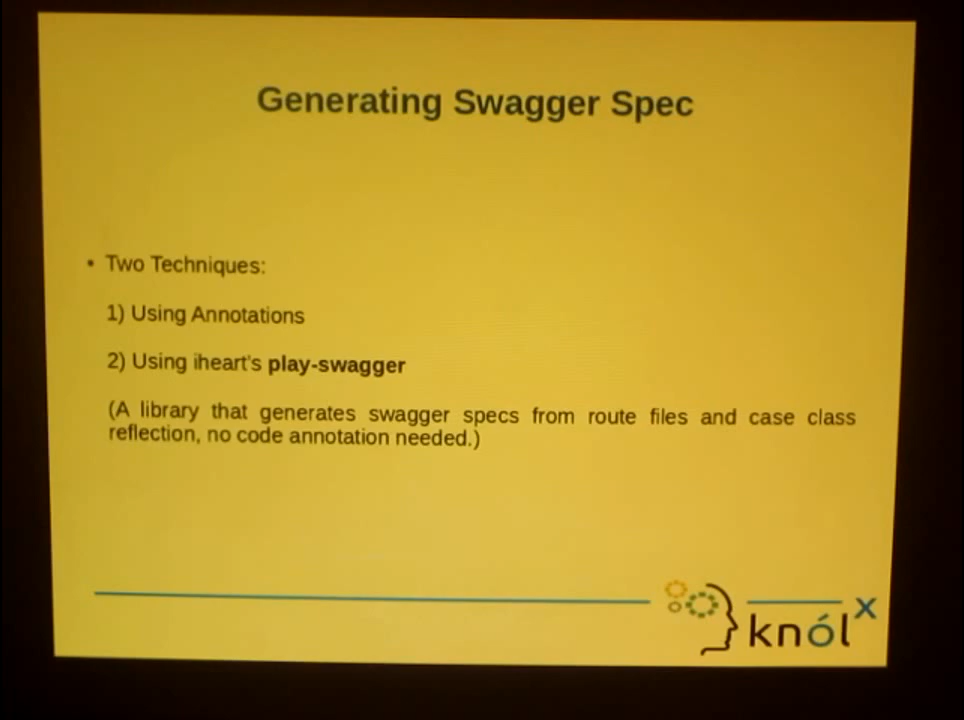 Generating Swagger Spec
• Two Techniques:
1) Using Annotations
2) Using iheart's play-swagger
(A library that generates swagger specs from route files and case class
reflection, no code annotation needed.)
knól x